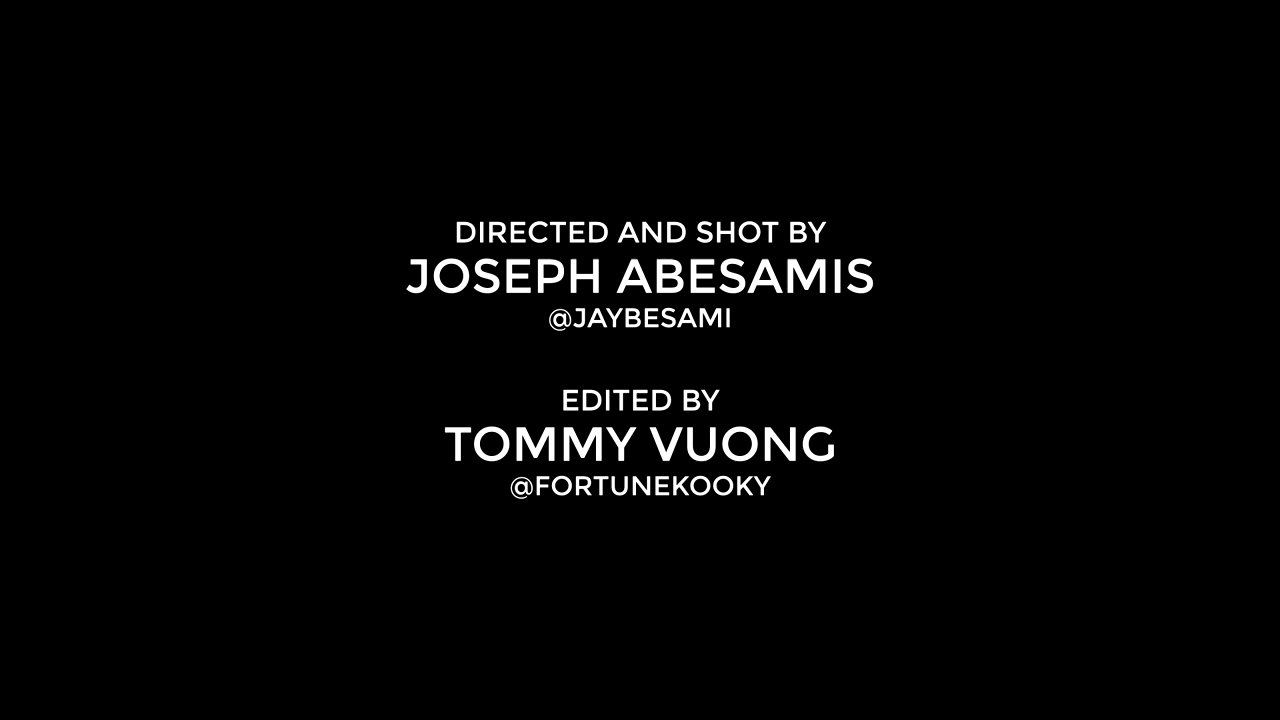 DIRECTED AND SHOT BY
JOSEPH ABESAMIS
@JAYBESAMI
EDITED BY
TOMMY VUONG
@FORTUNEKOOKY